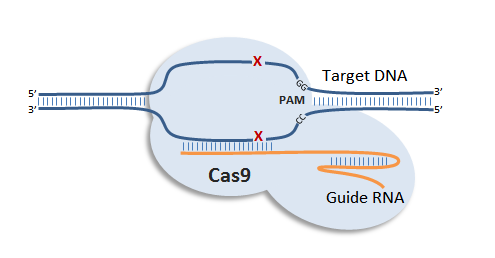 X
Target DNA
GG
5’
3’
PAM
3’
5’
CC
X
Cas9
Guide RNA